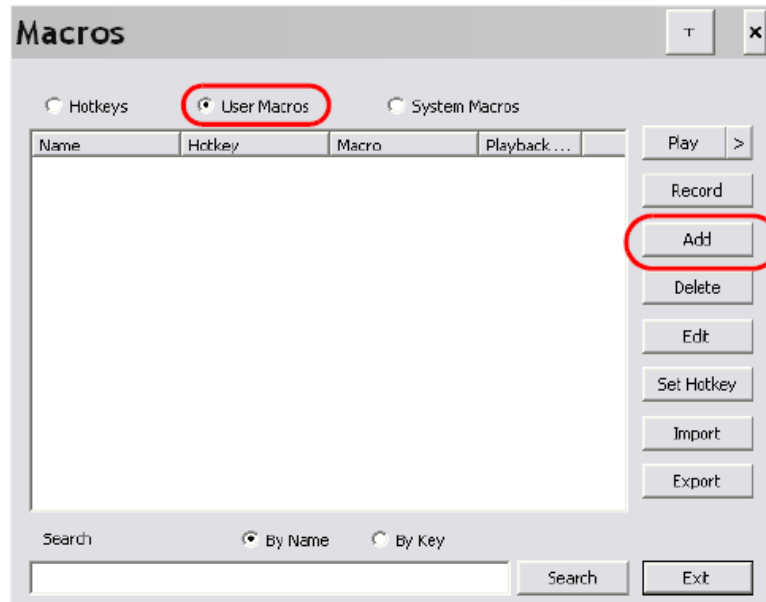 Macros T ×
Hotkeys User Macros System Macros
Name Hotkey Macro Playback ...
Play >
Record
Add
Delete
Edit
Set Hotkey
Import
Export
Search By Name By Key
Search Exit